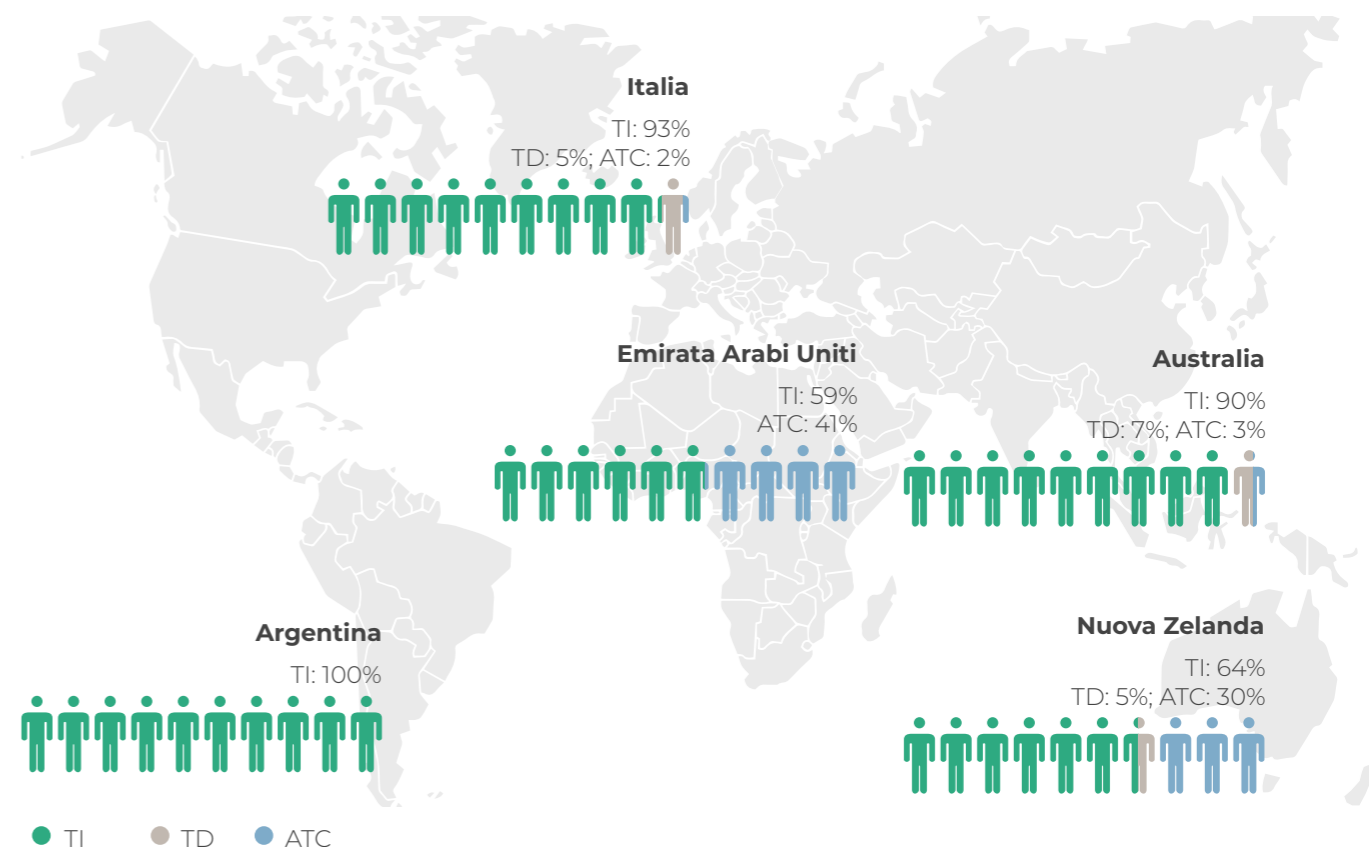 Italia
TI: 93%
TD: 5%; ATC: 2%
Emirata Arabi Uniti
TI: 59%
ATC: 41%
Australia
TI: 90%
TD: 7%; ATC: 3%
Argentina
TI: 100%
Nuova Zelanda
TI: 64%
TD: 5%; ATC: 30%
TI
TD
ATC